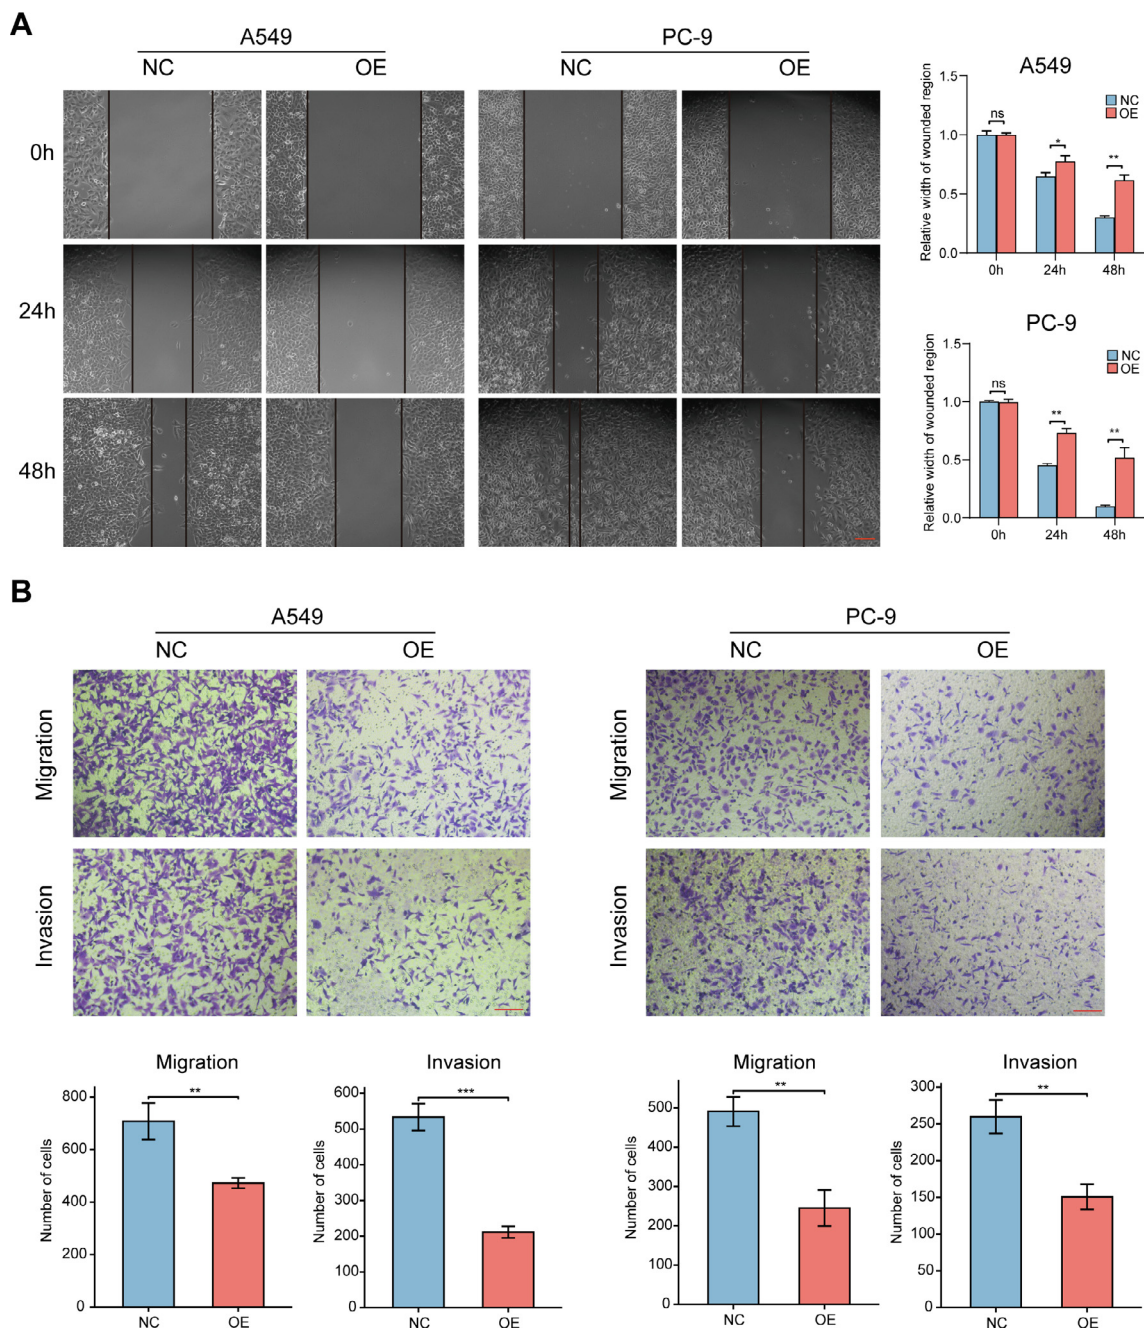 A
A549
PC-9
NC
OE
NC
OE
0h
24h
48h
A549
Relative width of wounded region
1.5
1.0
0.5
0.0
NC
OE
ns
*
**
0h
24h
48h
PC-9
Relative width of wounded region
1.5
1.0
0.5
0.0
NC
OE
ns
**
**
0h
24h
48h
B
A549
PC-9
NC
OE
NC
OE
Migration
Invasion
Migration
Invasion
Migration
Number of cells
800
600
400
200
0
**
NC
OE
Invasion
Number of cells
600
500
400
300
200
100
0
***
NC
OE
Migration
Number of cells
500
400
300
200
100
0
**
NC
OE
Invasion
Number of cells
300
250
200
150
100
50
0
**
NC
OE